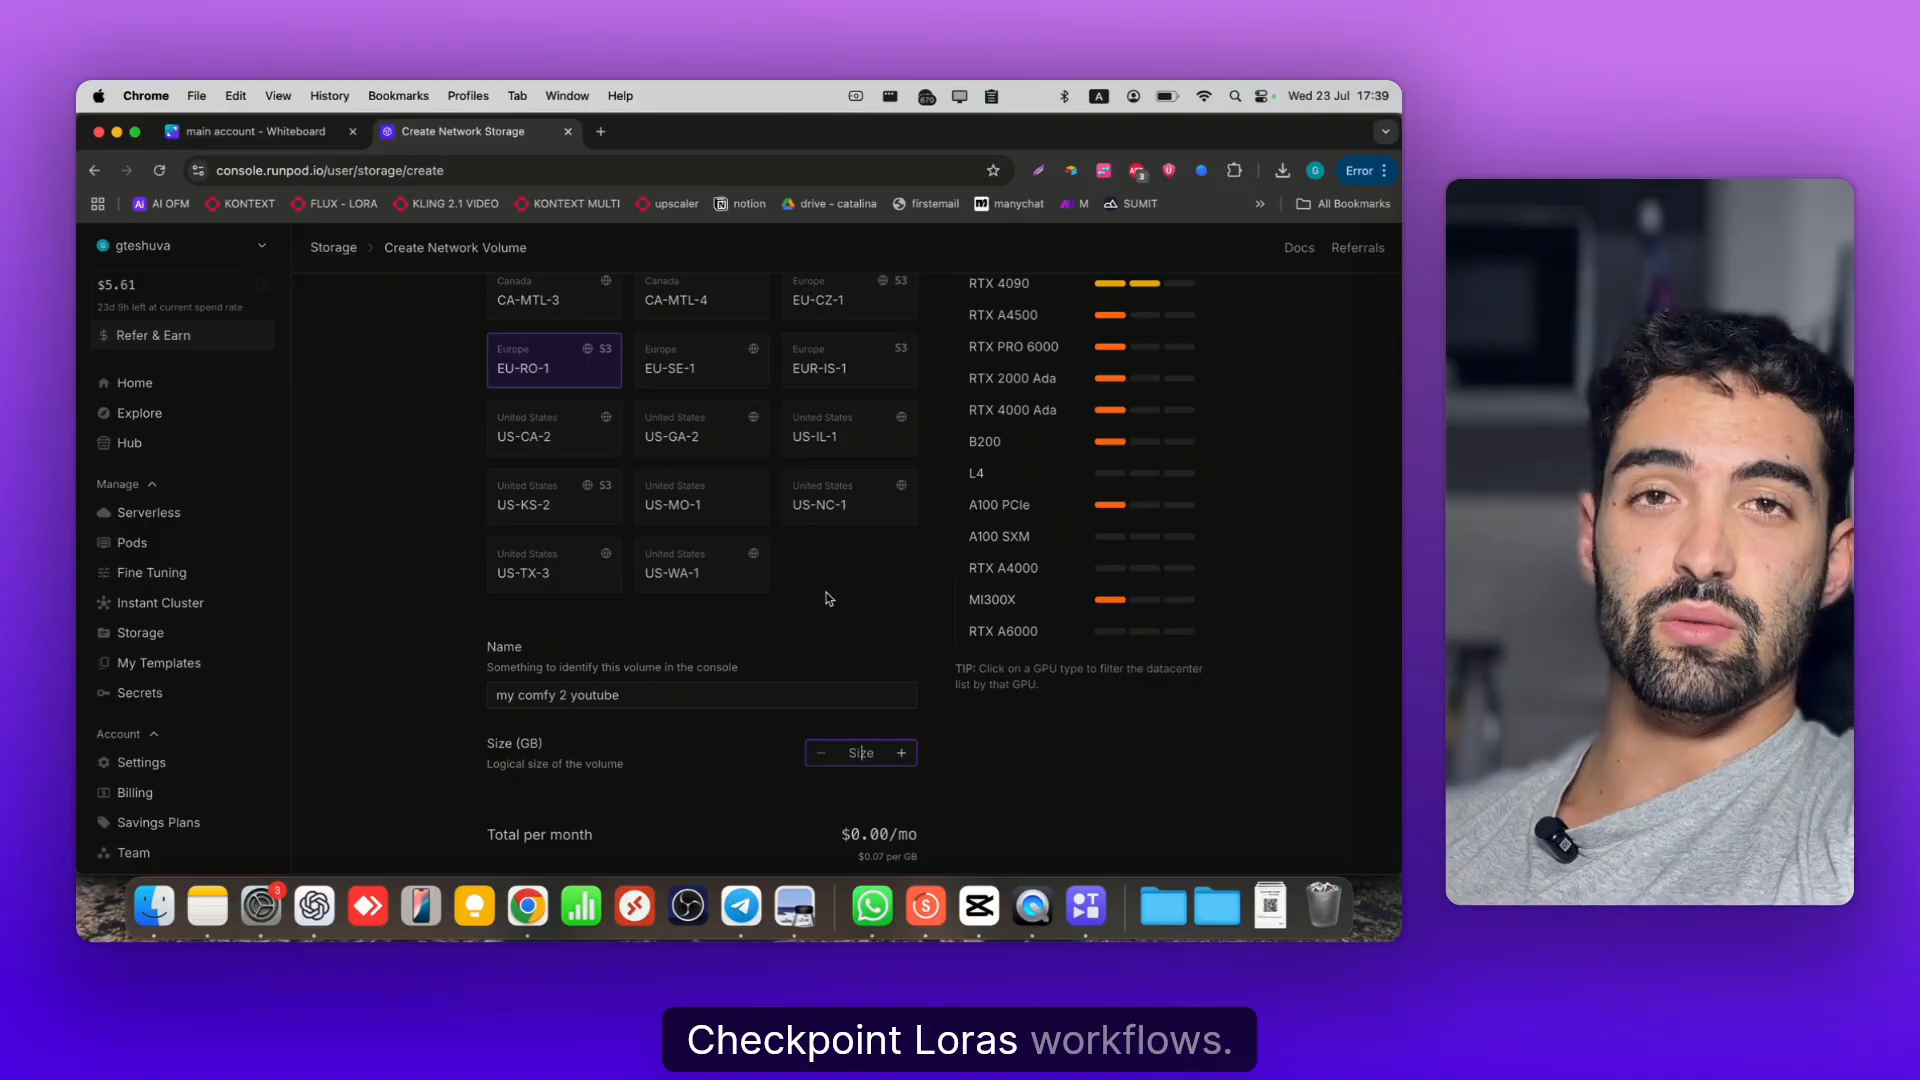 Chrome File Edit View History Bookmarks Profiles Tab Window Help
A Wed 23 Jul 17:39
main account - Whiteboard
Create Network Storage
console.runpod.io/user/storage/create
3
G
Error
Ai AI OFM
KONTEXT
FLUX - LORA
KLING 2.1 VIDEO
KONTEXT MULTI
upscaler
notion
drive - catalina
firstemail
manychat
M
SUMIT
»
All Bookmarks
gteshuva
Storage > Create Network Volume
Docs
Referrals
$5.61
23d 9h left at current spend rate
$ Refer & Earn
Home
Explore
Hub
Manage
Serverless
Pods
Fine Tuning
Instant Cluster
Storage
My Templates
Secrets
Account
Settings
Billing
Savings Plans
Team
Canada
CA-MTL-3
Canada
CA-MTL-4
Europe S3
EU-CZ-1
Europe S3
EU-RO-1
Europe
EU-SE-1
Europe S3
EUR-IS-1
United States
US-CA-2
United States
US-GA-2
United States
US-IL-1
United States S3
US-KS-2
United States
US-MO-1
United States
US-NC-1
United States
US-TX-3
United States
US-WA-1
Name
Something to identify this volume in the console
my comfy 2 youtube
Size (GB)
Logical size of the volume
− Size +
Total per month
$0.00/mo
$0.07 per GB
RTX 4090
RTX A4500
RTX PRO 6000
RTX 2000 Ada
RTX 4000 Ada
B200
L4
A100 PCIe
A100 SXM
RTX A4000
MI300X
RTX A6000
TIP: Click on a GPU type to filter the datacenter
list by that GPU.
3
Checkpoint Loras workflows.